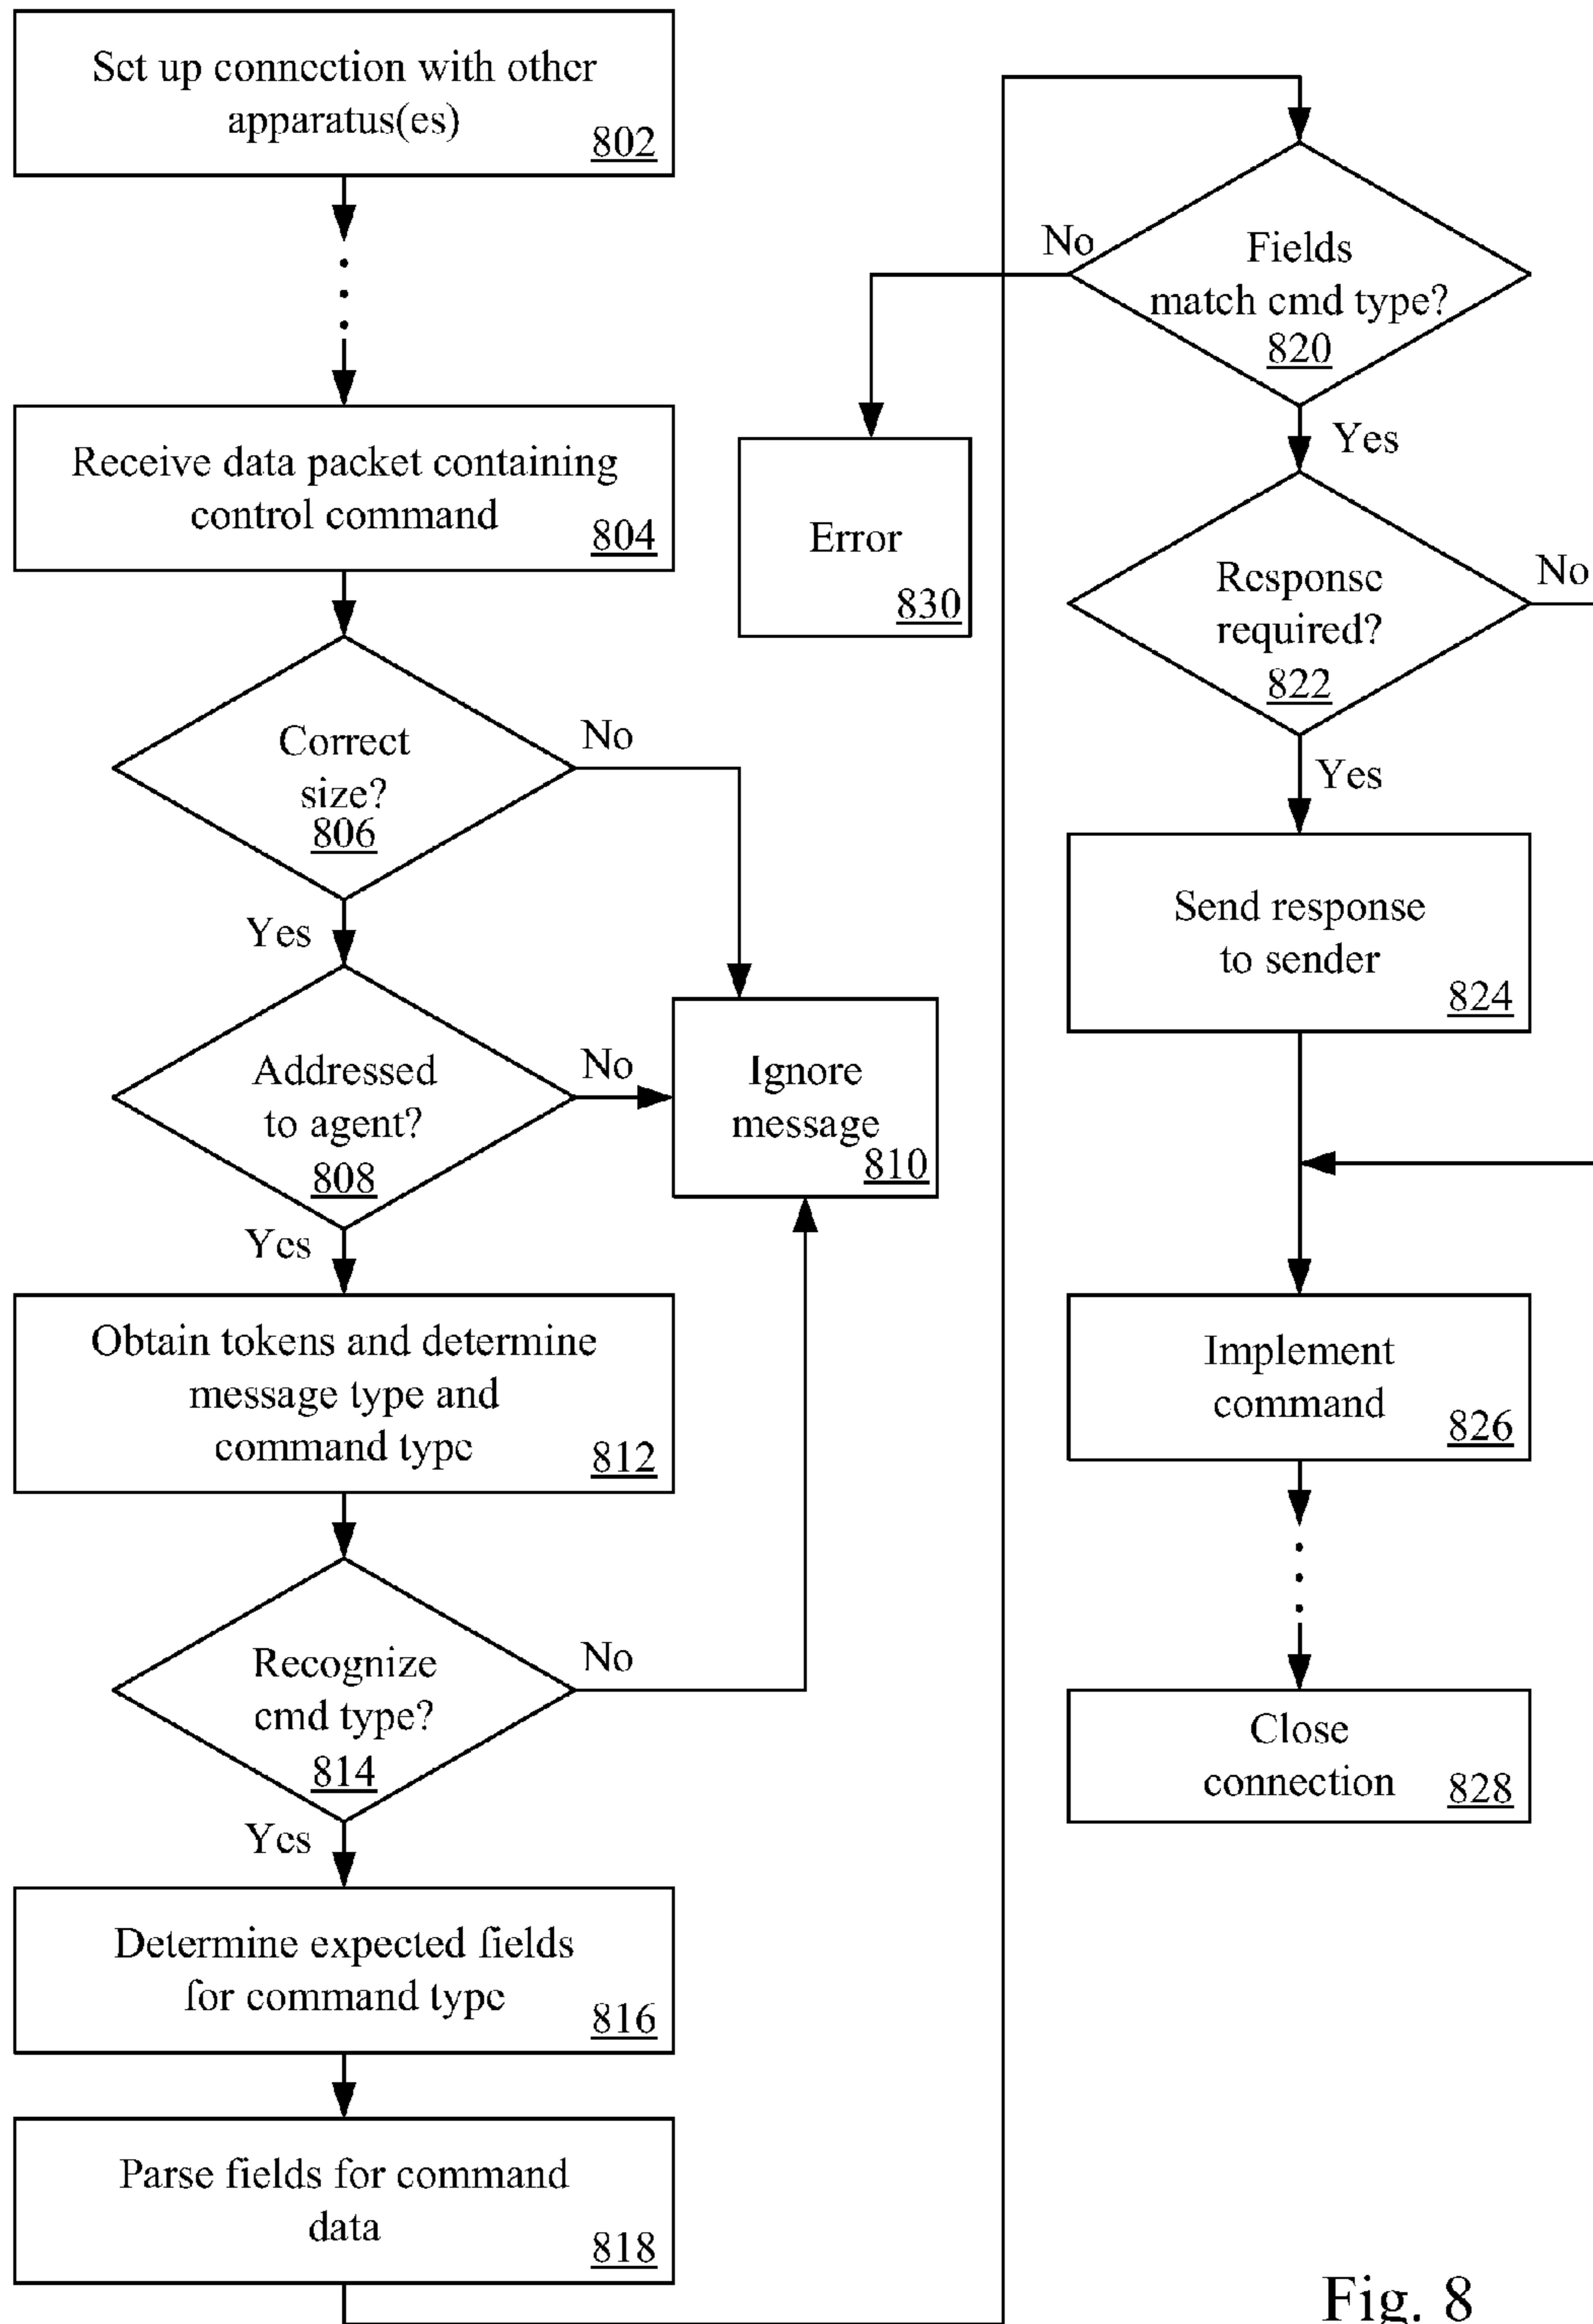 Set up connection with other
apparatus(es)
802
Receive data packet containing
control command
804
Correct
size?
806
No
Yes
Addressed
to agent?
808
No
Ignore
message
810
Yes
Obtain tokens and determine
message type and
command type
812
Recognize
cmd type?
814
No
Yes
Determine expected fields
for command type
816
Parse fields for command
data
818
Fields
match cmd type?
820
No
Error
830
Yes
Response
required?
822
No
Yes
Send response
to sender
824
Implement
command
826
Close
connection
828
Fig. 8